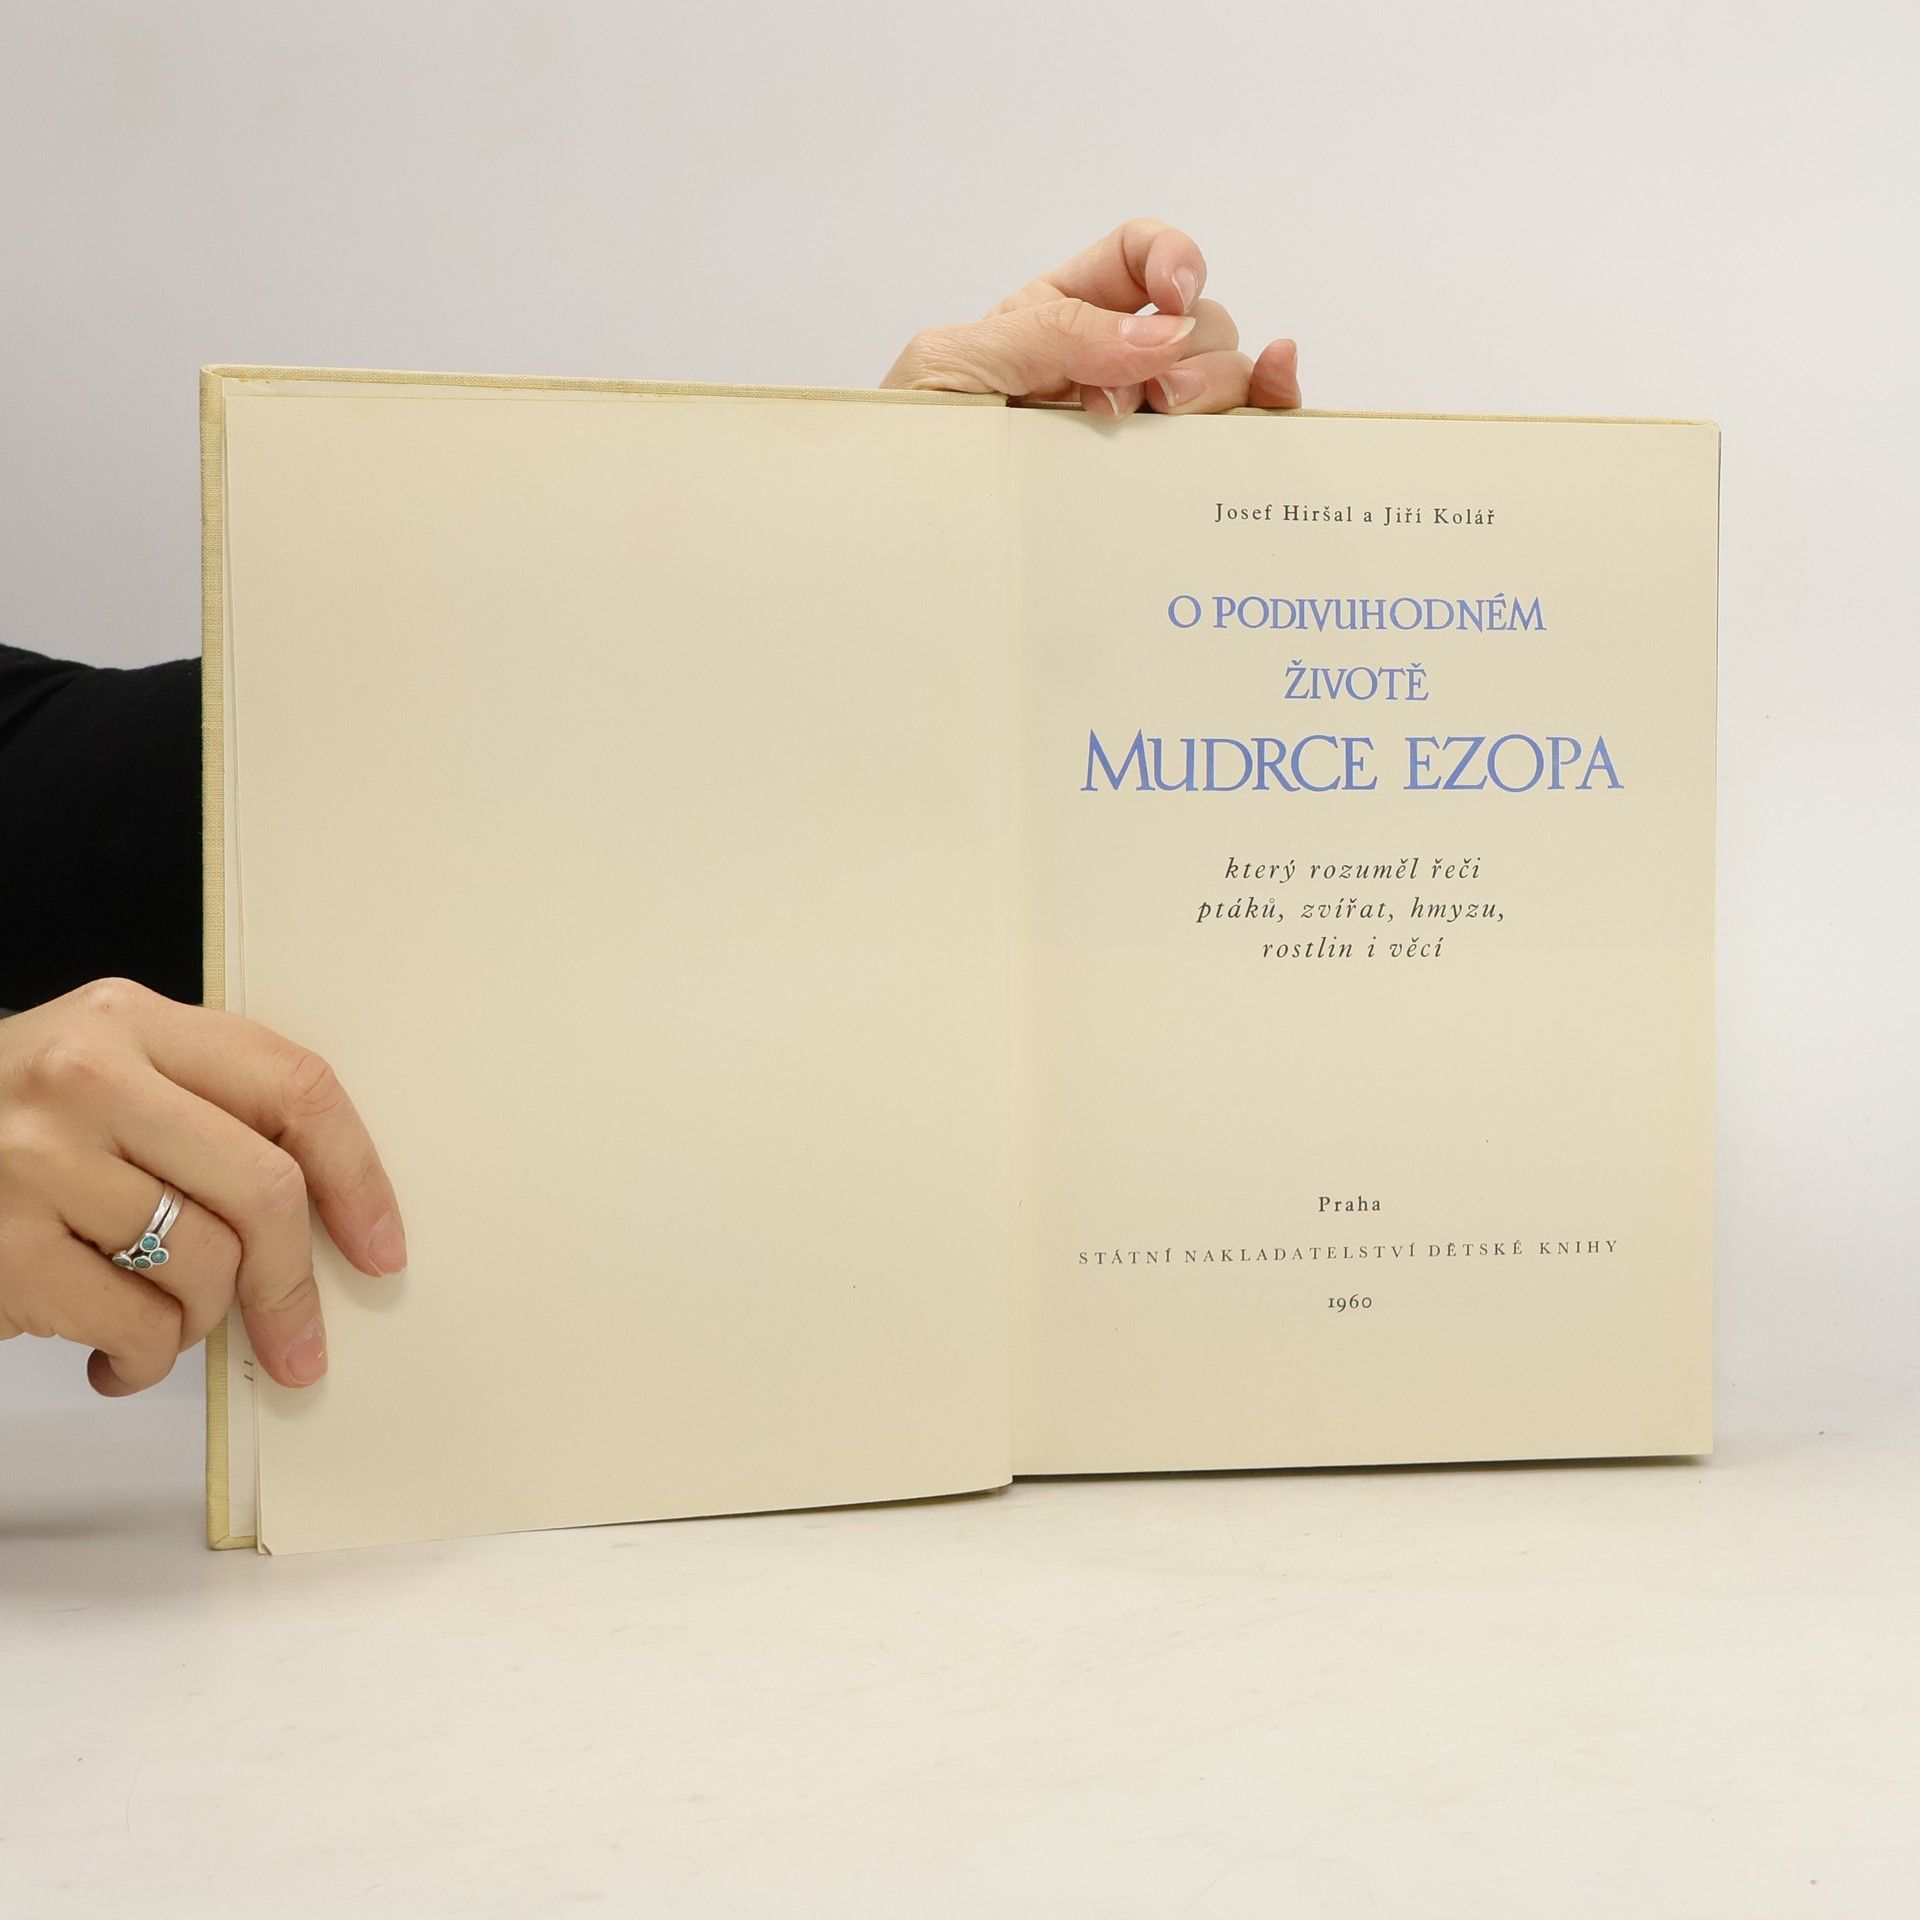 Josef Hiršal a Jiří Kolář
O PODIVUHODNÉM
ŽIVOTĚ
MUDRCE EZOPA
který rozuměl řeči
ptáků, zvířat, hmyzu,
rostlin i věcí
Praha
STÁTNÍ NAKLADATELSTVÍ DĚTSKÉ KNIHY
1960